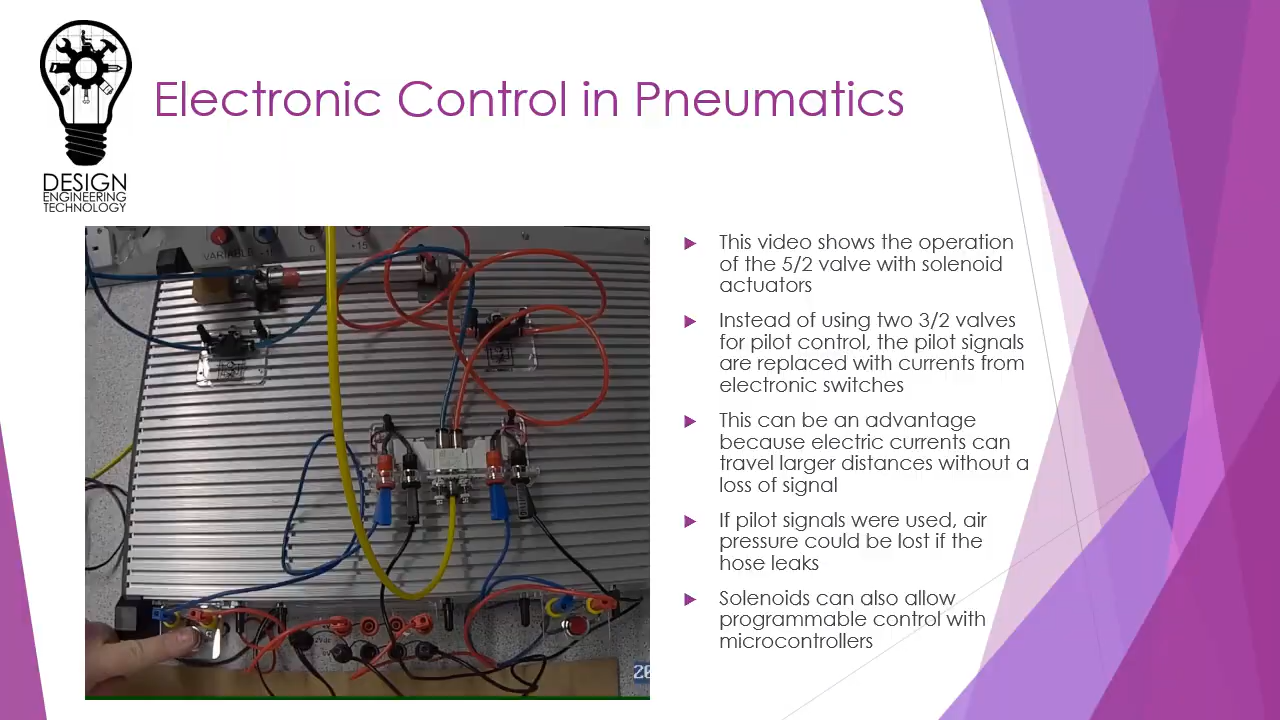 Electronic Control in Pneumatics
DESIGN
ENGINEERING
TECHNOLOGY
VARIABLE -15 0 +15
This video shows the operation
of the 5/2 valve with solenoid
actuators
Instead of using two 3/2 valves
for pilot control, the pilot signals
are replaced with currents from
electronic switches
This can be an advantage
because electric currents can
travel larger distances without a
loss of signal
If pilot signals were used, air
pressure could be lost if the
hose leaks
Solenoids can also allow
programmable control with
microcontrollers